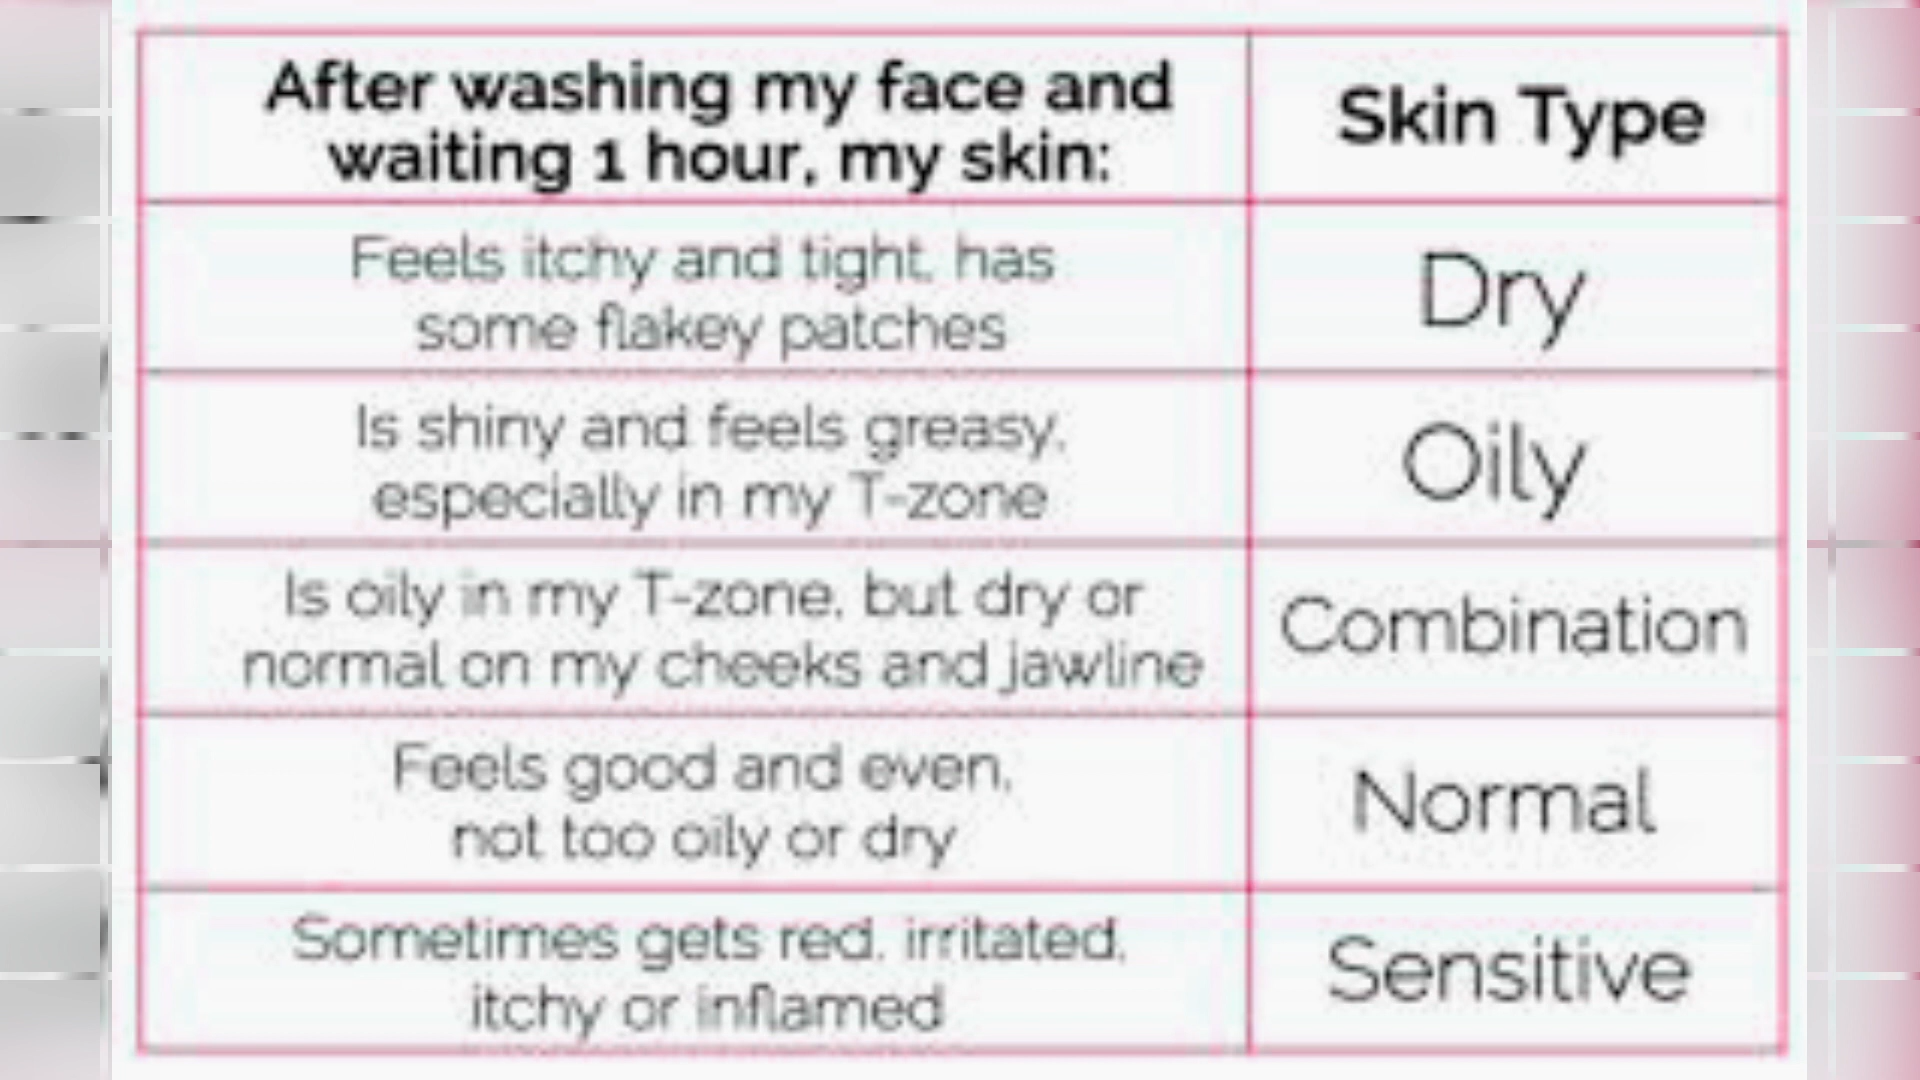 After washing my face and
waiting 1 hour, my skin:
Skin Type
Feels itchy and tight, has
some flakey patches
Dry
Is shiny and feels greasy,
especially in my T-zone
Oily
Is oily in my T-zone, but dry or
normal on my cheeks and jawline
Combination
Feels good and even,
not too oily or dry
Normal
Sometimes gets red, irritated,
itchy or inflamed
Sensitive